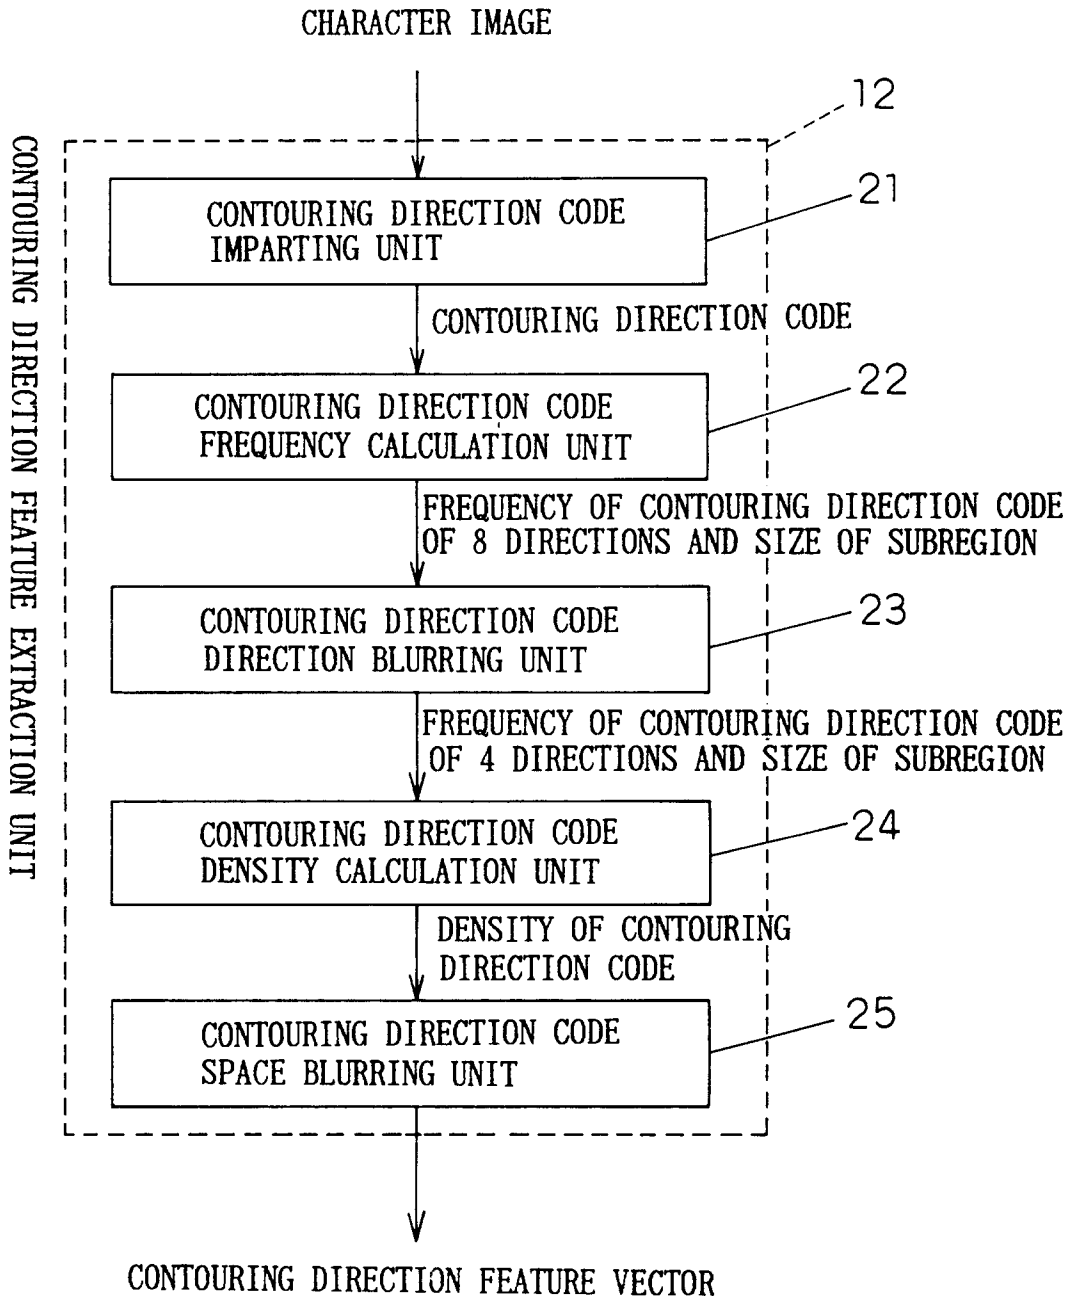 CHARACTER IMAGE
12
CONTOURING DIRECTION FEATURE EXTRACTION UNIT
21
CONTOURING DIRECTION CODE
IMPARTING UNIT
CONTOURING DIRECTION CODE
22
CONTOURING DIRECTION CODE
FREQUENCY CALCULATION UNIT
FREQUENCY OF CONTOURING DIRECTION CODE
OF 8 DIRECTIONS AND SIZE OF SUBREGION
23
CONTOURING DIRECTION CODE
DIRECTION BLURRING UNIT
FREQUENCY OF CONTOURING DIRECTION CODE
OF 4 DIRECTIONS AND SIZE OF SUBREGION
24
CONTOURING DIRECTION CODE
DENSITY CALCULATION UNIT
DENSITY OF CONTOURING
DIRECTION CODE
25
CONTOURING DIRECTION CODE
SPACE BLURRING UNIT
CONTOURING DIRECTION FEATURE VECTOR